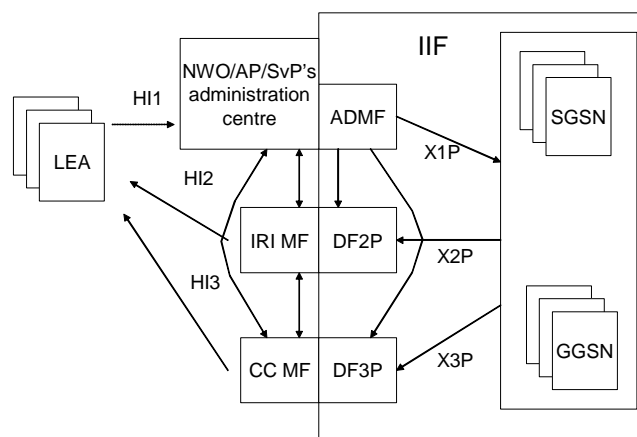 IIF
NWO/AP/SvP's
administration
centre
HI1
ADMF
SGSN
LEA
X1P
HI2
IRI MF
DF2P
X2P
HI3
GGSN
CC MF
DF3P
X3P